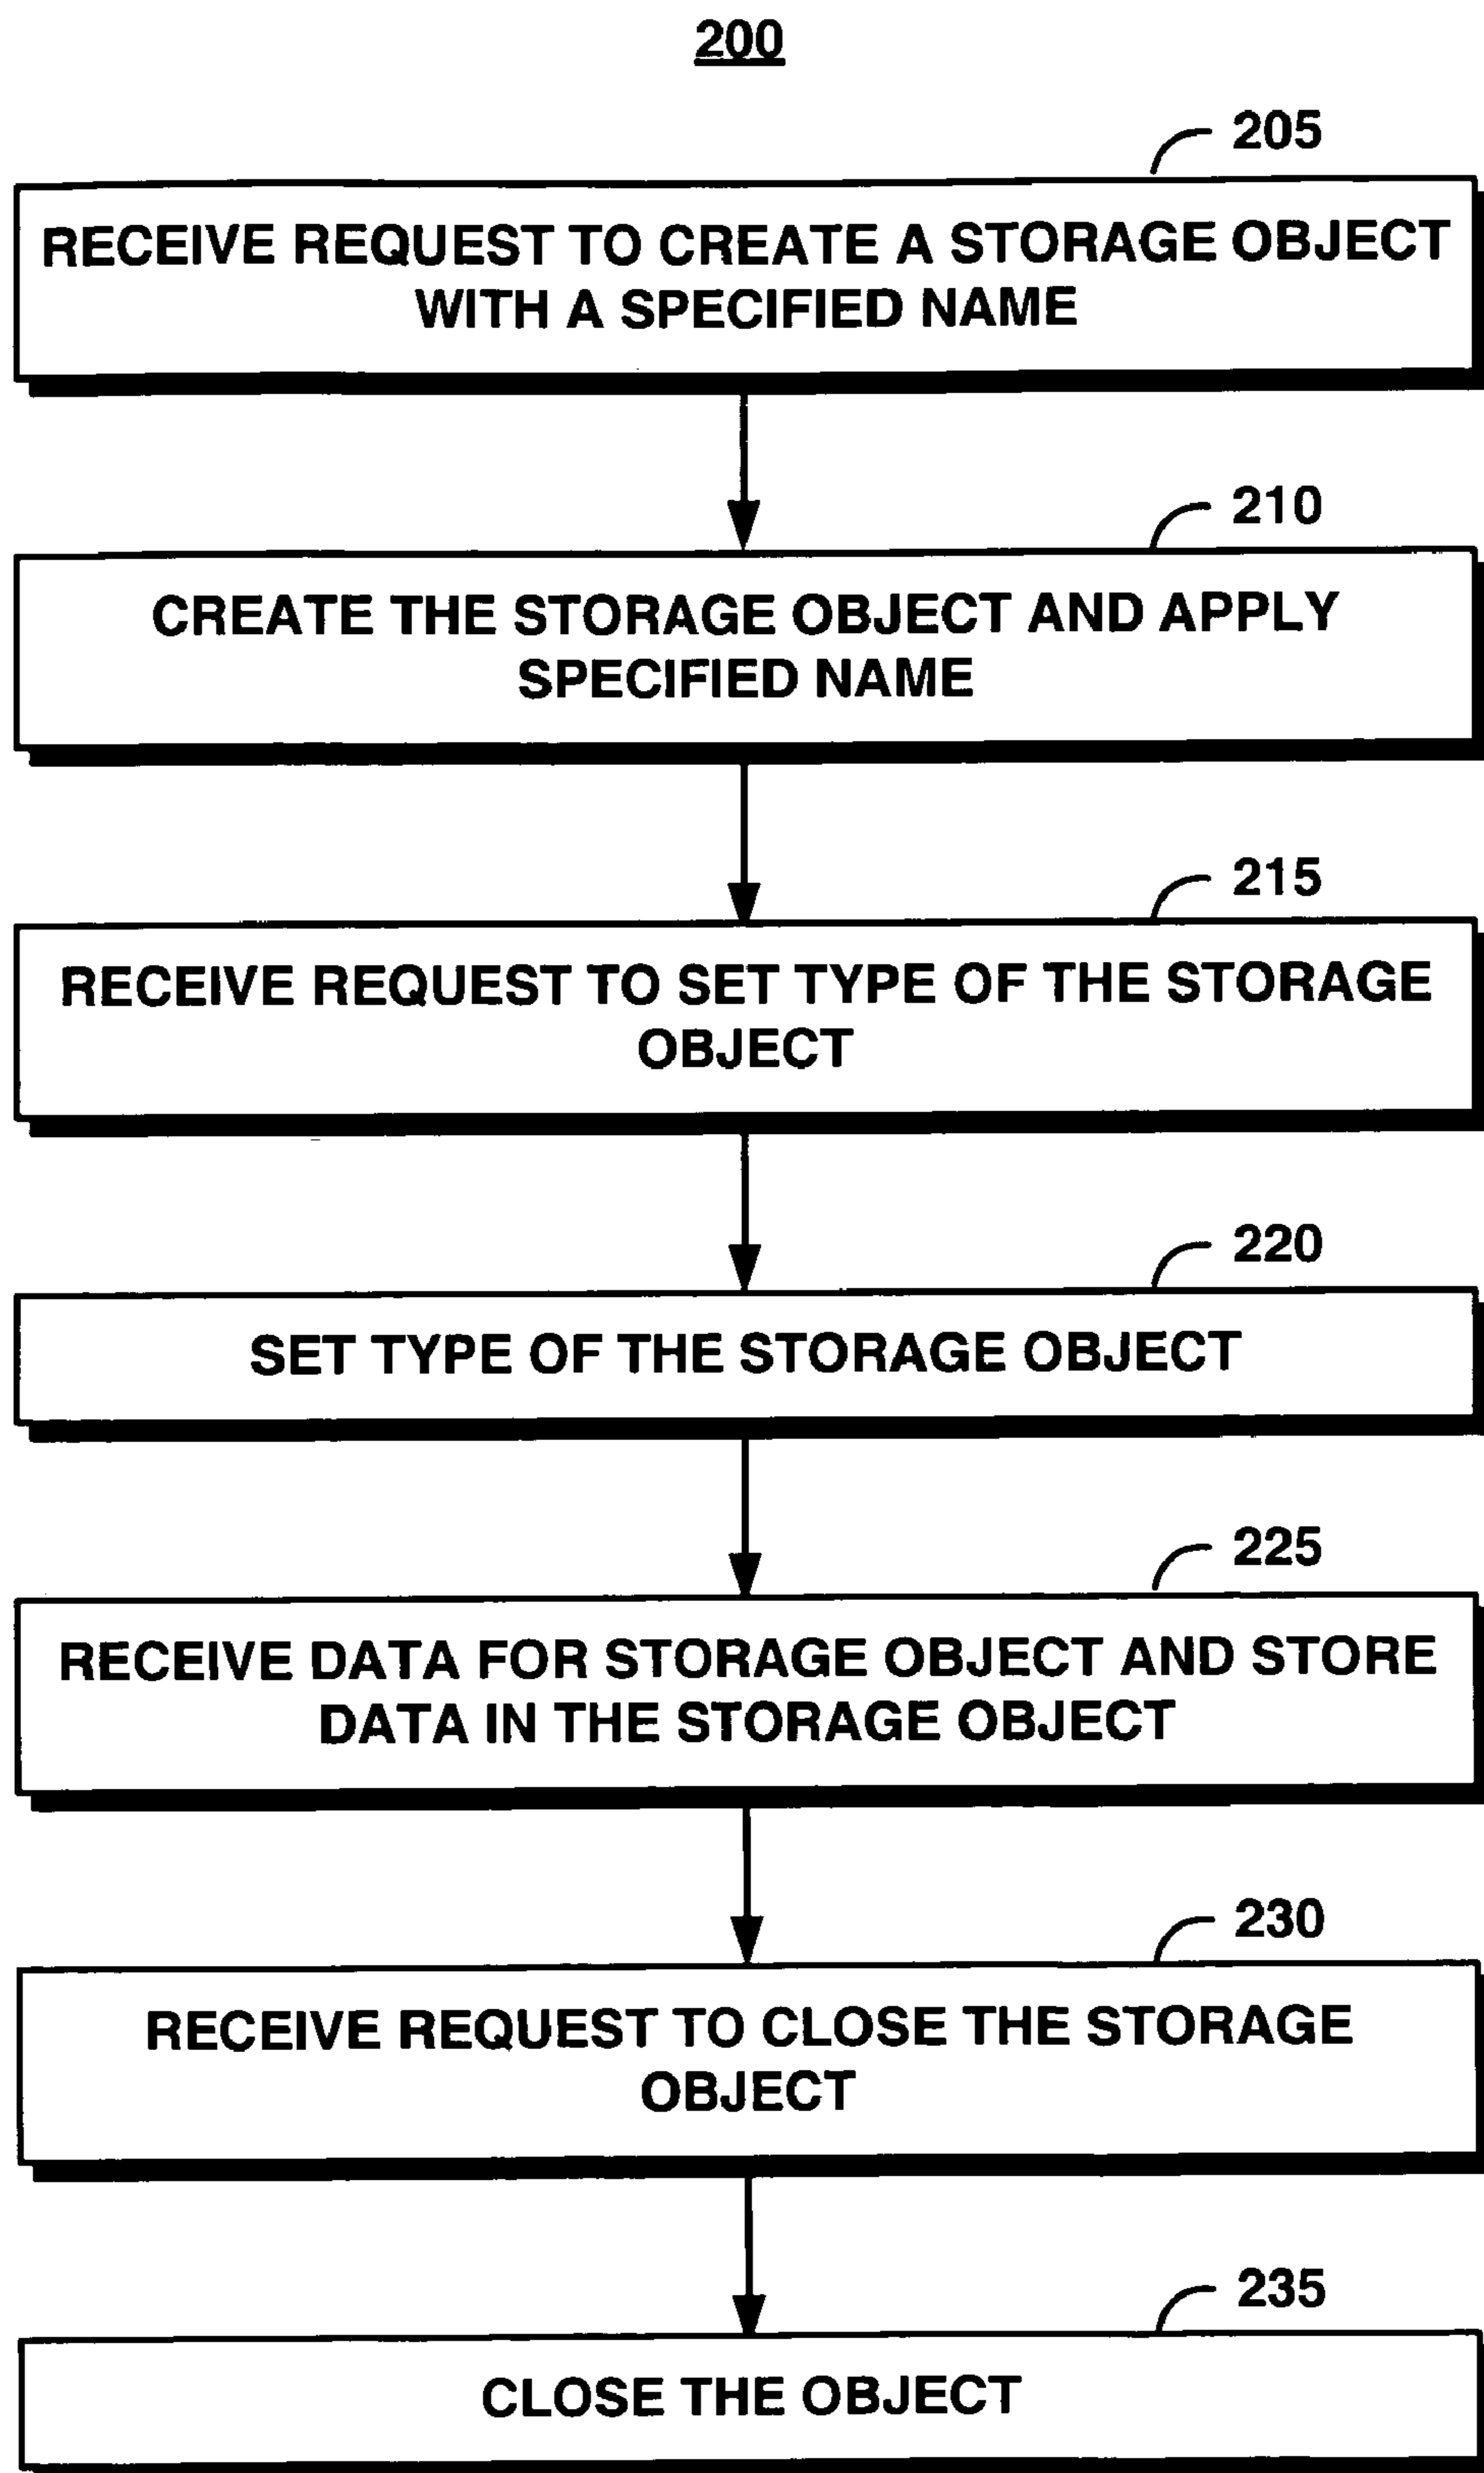 200
205
RECEIVE REQUEST TO CREATE A STORAGE OBJECT
WITH A SPECIFIED NAME
210
CREATE THE STORAGE OBJECT AND APPLY
SPECIFIED NAME
215
RECEIVE REQUEST TO SET TYPE OF THE STORAGE
OBJECT
220
SET TYPE OF THE STORAGE OBJECT
225
RECEIVE DATA FOR STORAGE OBJECT AND STORE
DATA IN THE STORAGE OBJECT
230
RECEIVE REQUEST TO CLOSE THE STORAGE
OBJECT
235
CLOSE THE OBJECT